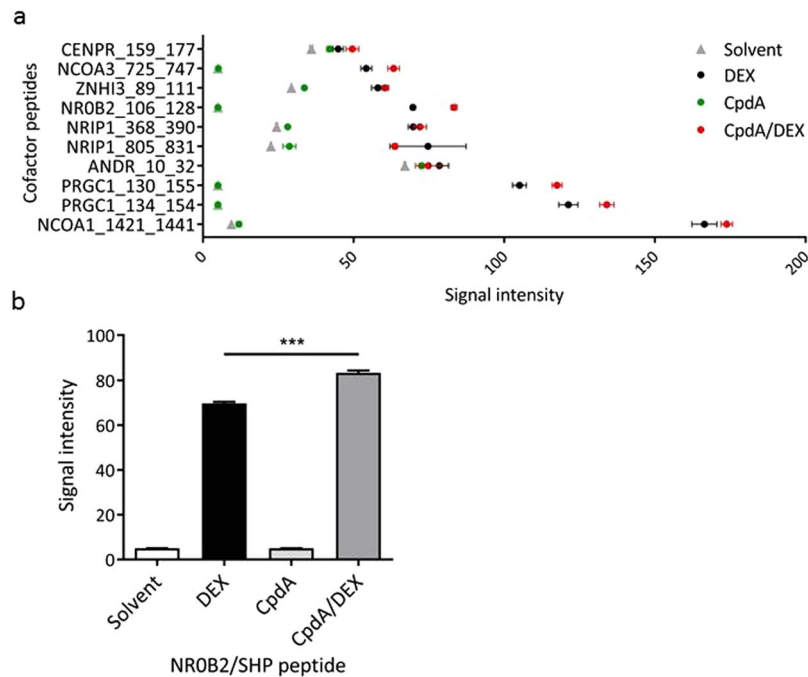 a
Cofactor peptides
CENPR_159_177
NCOA3_725_747
ZNHI3_89_111
NR0B2_106_128
NRIP1_368_390
NRIP1_805_831
ANDR_10_32
PRGC1_130_155
PRGC1_134_154
NCOA1_1421_1441
Solvent
DEX
CpdA
CpdA/DEX
0 50 100 150 200
Signal intensity
b
Signal intensity
100
80
60
40
20
0
***
Solvent DEX CpdA CpdA/DEX
NR0B2/SHP peptide